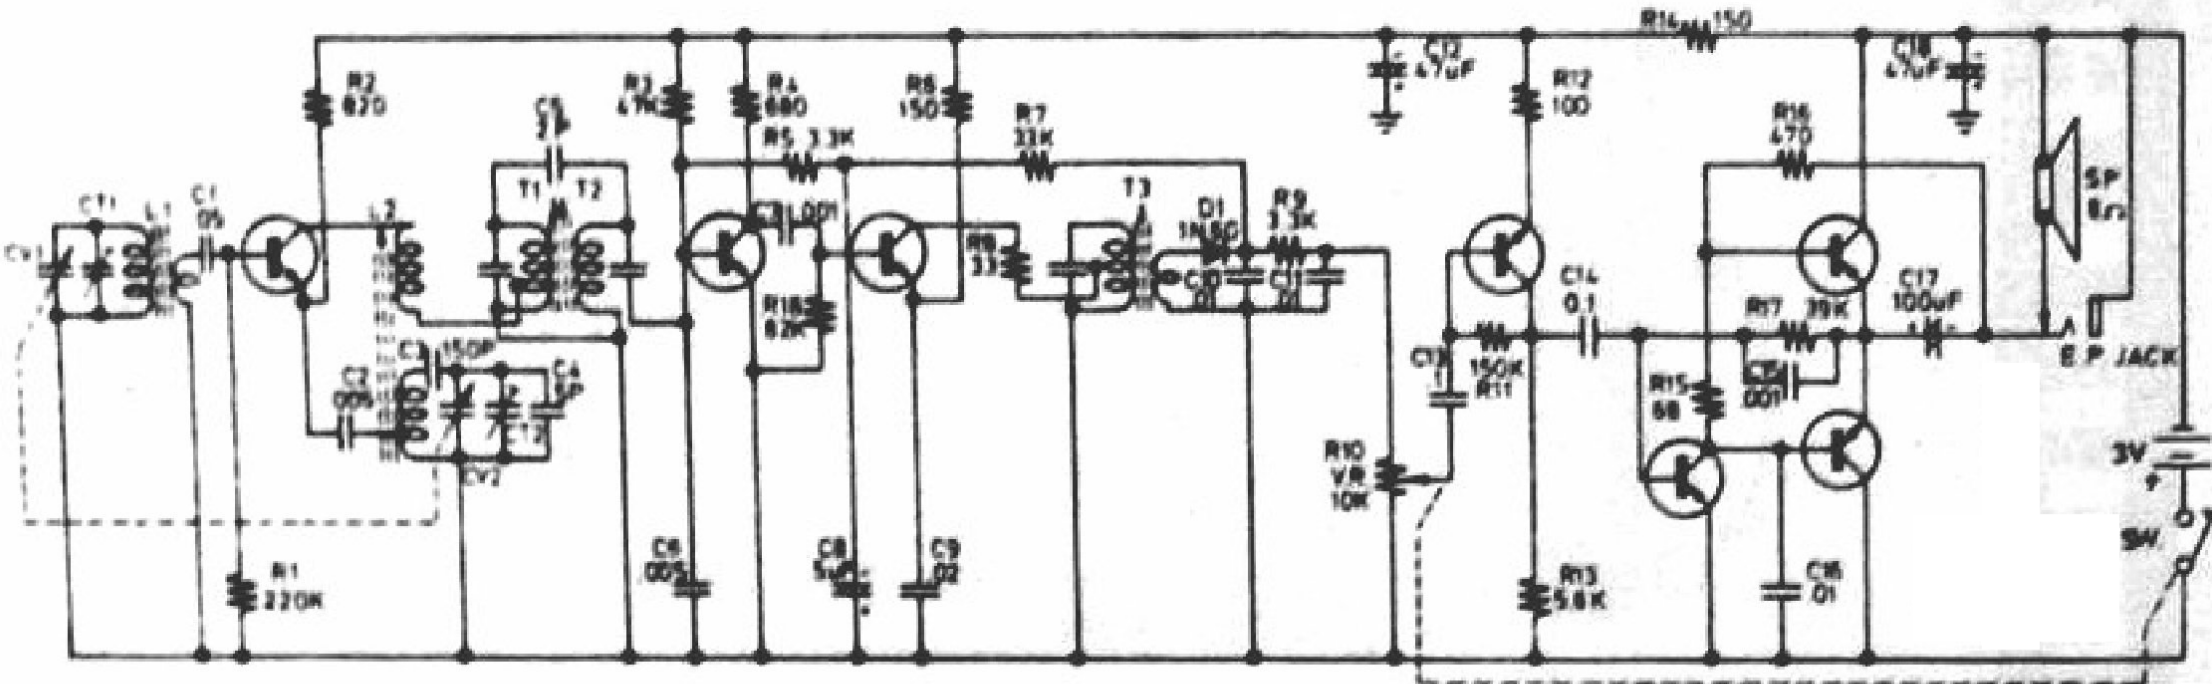 R14 150
R2
820
R3
47K
R4
680
R6
150
C12
47uF
R12
100
C18
47uF
C5
2P
R5 3.3K
R7
33K
R16
470
CT1
L1
C1
.05
L2
T1
T2
C7 .001
T3
D1
1N60
R9
3.3K
SP
8Ω
CV1
R8
33
C10
.01
C11
C14
0.1
C17
100uF
R17 39K
R18
82K
E.P. JACK
C3 150P
C4
5P
C2
.005
C13
150K
R11
R15
68
C15
.001
CT2
CV2
R10
V.R
10K
3V
+
SW.
C6
.005
C8
5uF
C9
.02
R1
220K
R13
5.6K
C16
.01